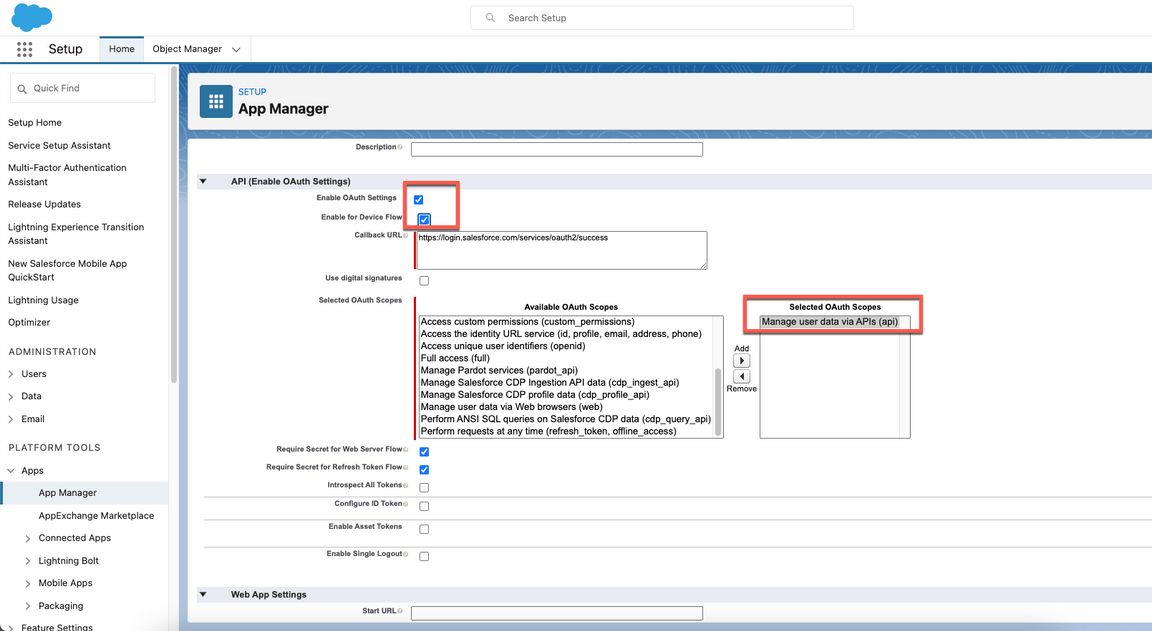 Search Setup
Setup
Home
Object Manager
Quick Find
Setup Home
Service Setup Assistant
Multi-Factor Authentication
Assistant
Release Updates
Lightning Experience Transition
Assistant
New Salesforce Mobile App
QuickStart
Lightning Usage
Optimizer
ADMINISTRATION
Users
Data
Email
PLATFORM TOOLS
Apps
App Manager
AppExchange Marketplace
Connected Apps
Lightning Bolt
Mobile Apps
Packaging
Feature Settings
SETUP
App Manager
Description
API (Enable OAuth Settings)
Enable OAuth Settings
Enable for Device Flow
Callback URL
https://login.salesforce.com/services/oauth2/success
Use digital signatures
Selected OAuth Scopes
Available OAuth Scopes
Access custom permissions (custom_permissions)
Access the identity URL service (id, profile, email, address, phone)
Access unique user identifiers (openid)
Full access (full)
Manage Pardot services (pardot_api)
Manage Salesforce CDP Ingestion API data (cdp_ingest_api)
Manage Salesforce CDP profile data (cdp_profile_api)
Manage user data via Web browsers (web)
Perform ANSI SQL queries on Salesforce CDP data (cdp_query_api)
Perform requests at any time (refresh_token, offline_access)
Add
Remove
Selected OAuth Scopes
Manage user data via APIs (api)
Require Secret for Web Server Flow
Require Secret for Refresh Token Flow
Introspect All Tokens
Configure ID Token
Enable Asset Tokens
Enable Single Logout
Web App Settings
Start URL